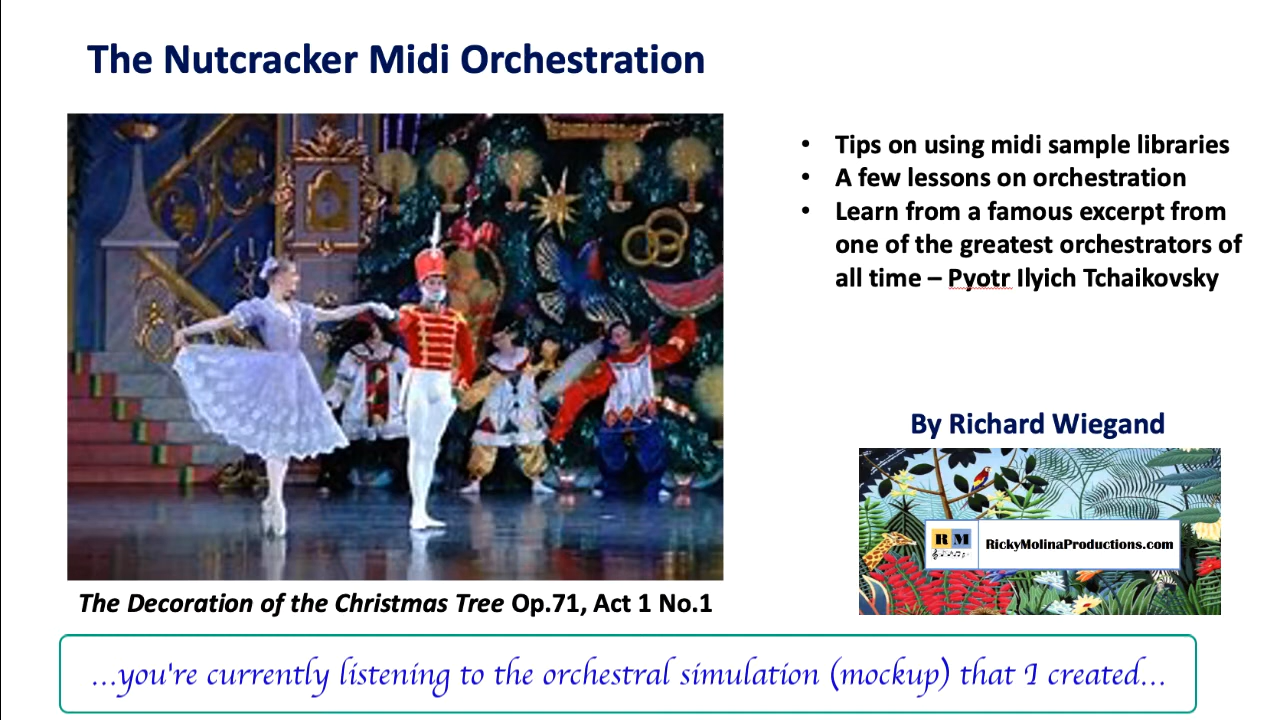 The Nutcracker Midi Orchestration
• Tips on using midi sample libraries
• A few lessons on orchestration
• Learn from a famous excerpt from
one of the greatest orchestrators of
all time – Pyotr Ilyich Tchaikovsky
By Richard Wiegand
R M
RickyMolinaProductions.com
The Decoration of the Christmas Tree Op.71, Act 1 No.1
...you're currently listening to the orchestral simulation (mockup) that I created...